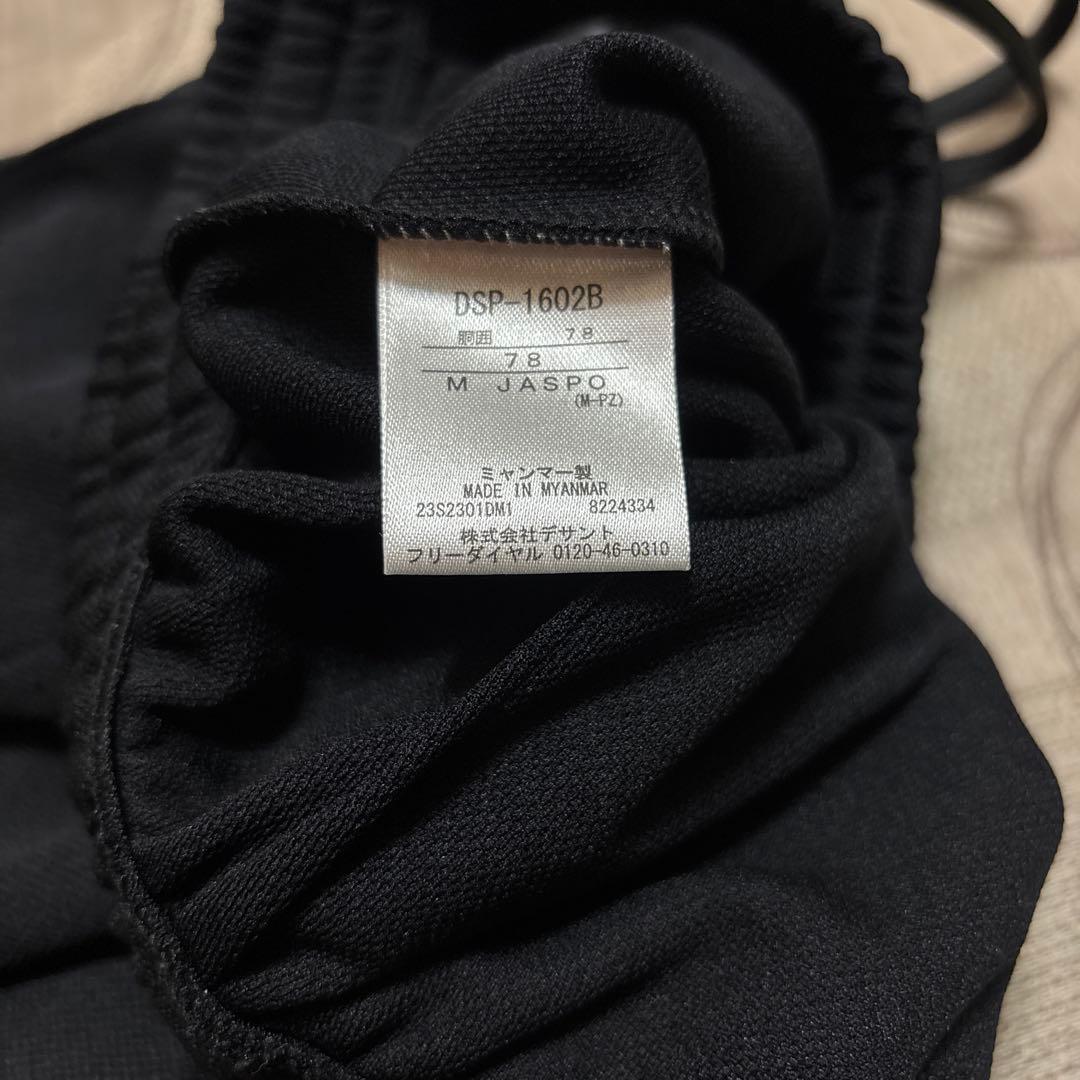 DSP-1602B
胴囲 78
78
M JASPO
(M-PZ)
ミャンマー製
MADE IN MYANMAR
23S2301DM1 8224334
株式会社デサント
フリーダイヤル 0120-46-0310